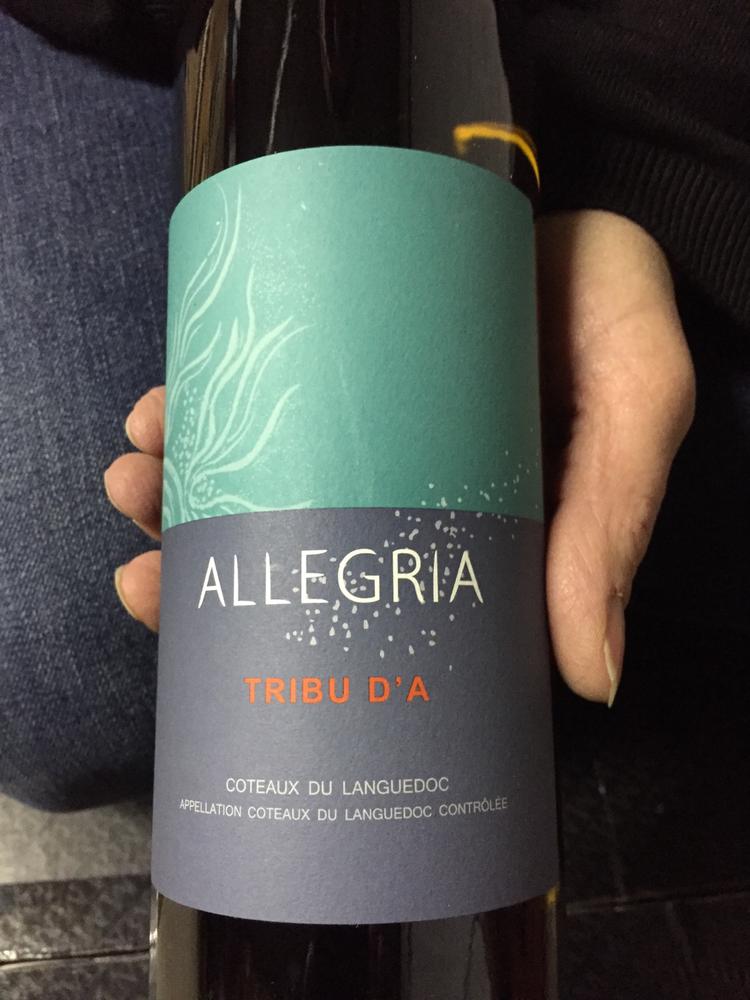 ALLEGRIA
TRIBU D'A
COTEAUX DU LANGUEDOC
APPELLATION COTEAUX DU LANGUEDOC CONTRÔLÉE